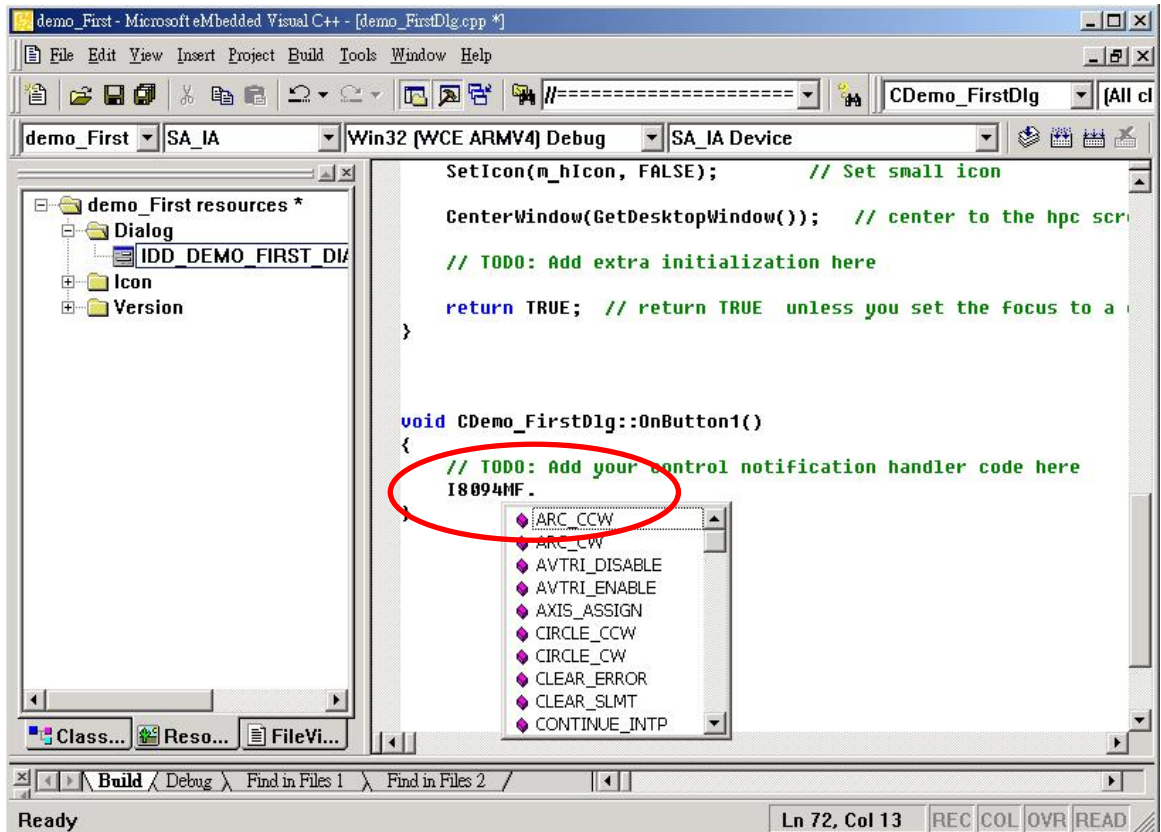 demo_First - Microsoft eMbedded Visual C++ - [demo_FirstDlg.cpp *]
File Edit View Insert Project Build Tools Window Help
//====================== CDemo_FirstDlg (All cl
demo_First SA_IA Win32 (WCE ARMV4) Debug SA_IA Device
demo_First resources *
Dialog
IDD_DEMO_FIRST_DIA
Icon
Version
SetIcon(m_hIcon, FALSE); // Set small icon
CenterWindow(GetDesktopWindow()); // center to the hpc scr
// TODO: Add extra initialization here
return TRUE; // return TRUE unless you set the focus to a
}
void CDemo_FirstDlg::OnButton1()
{
// TODO: Add your control notification handler code here
I8094MF.
}
ARC_CCW
ARC_CW
AVTRI_DISABLE
AVTRI_ENABLE
AXIS_ASSIGN
CIRCLE_CCW
CIRCLE_CW
CLEAR_ERROR
CLEAR_SLMT
CONTINUE_INTP
Class... Reso... FileVi...
Build Debug Find in Files 1 Find in Files 2
Ready Ln 72, Col 13 REC COL OVR READ